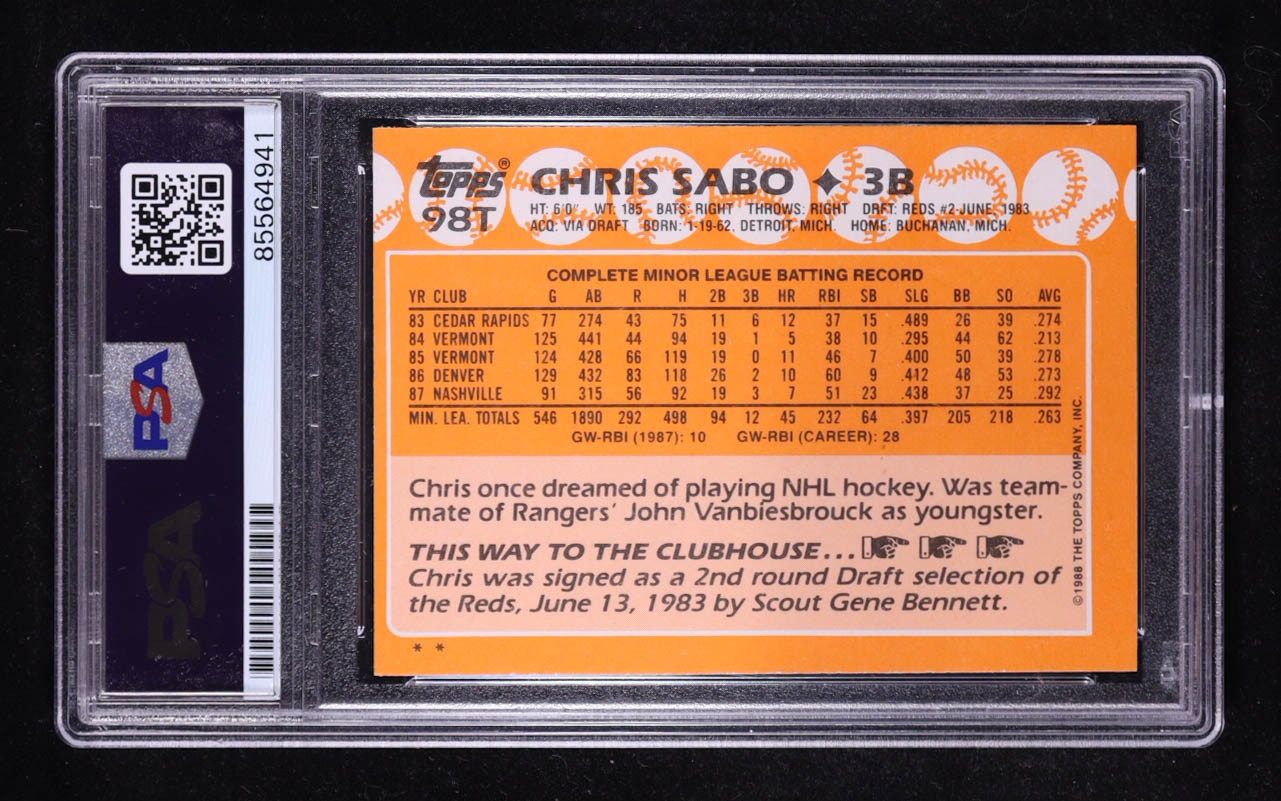 85564941
PSA
PSA
topps®
98T
CHRIS SABO ✦ 3B
HT: 6'0" WT: 185 BATS: RIGHT THROWS: RIGHT DRFT: REDS #2-JUNE, 1983
ACQ: VIA DRAFT BORN: 1-19-62, DETROIT, MICH. HOME: BUCHANAN, MICH.
COMPLETE MINOR LEAGUE BATTING RECORD
YR CLUB G AB R H 2B 3B HR RBI SB SLG BB SO AVG
83 CEDAR RAPIDS 77 274 43 75 11 6 12 37 15 .489 26 39 .274
84 VERMONT 125 441 44 94 19 1 5 38 10 .295 44 62 .213
85 VERMONT 124 428 66 119 19 0 11 46 7 .400 50 39 .278
86 DENVER 129 432 83 118 26 2 10 60 9 .412 48 53 .273
87 NASHVILLE 91 315 56 92 19 3 7 51 23 .438 37 25 .292
MIN. LEA. TOTALS 546 1890 292 498 94 12 45 232 64 .397 205 218 .263
GW-RBI (1987): 10 GW-RBI (CAREER): 28
Chris once dreamed of playing NHL hockey. Was team-
mate of Rangers' John Vanbiesbrouck as youngster.
THIS WAY TO THE CLUBHOUSE...
Chris was signed as a 2nd round Draft selection of
the Reds, June 13, 1983 by Scout Gene Bennett.
* *
© 1988 THE TOPPS COMPANY, INC.
PSA